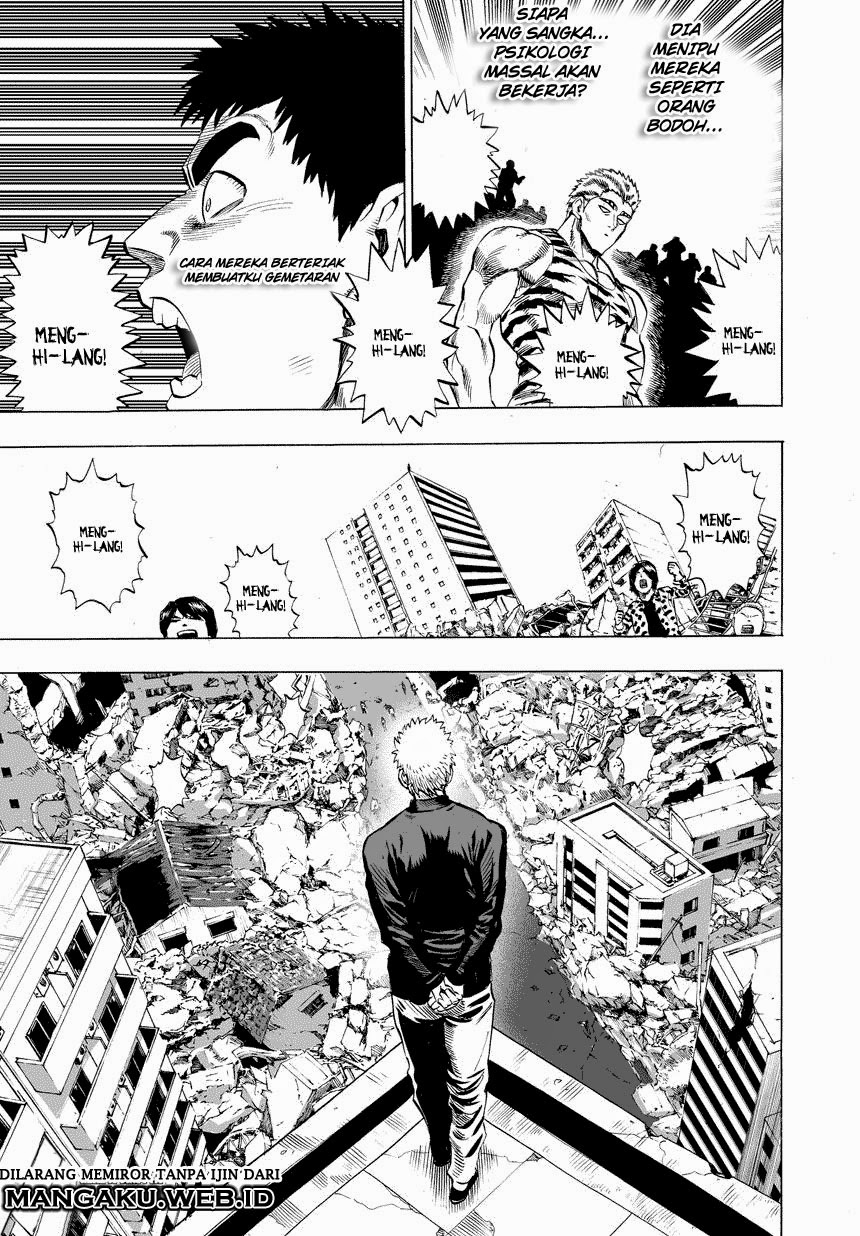 DIA
MENIPU
MEREKA
SEPERTI
ORANG
BODOH...
SIAPA
YANG SANGKA...
PSIKOLOGI
MASSAL AKAN
BEKERJA?
MENG-
HI-LANG!
MENG-
HI-LANG!
CARA MEREKA BERTERIAK
MEMBUATKU GEMETARAN
MENG-
HI-LANG!
MENG-
HI-LANG!
MENG-
HI-LANG!
MENG-
HI-LANG!
MENG-
HI-LANG!
DILARANG MEMIROR TANPA IJIN DARI
MANGAKU.WEB.ID